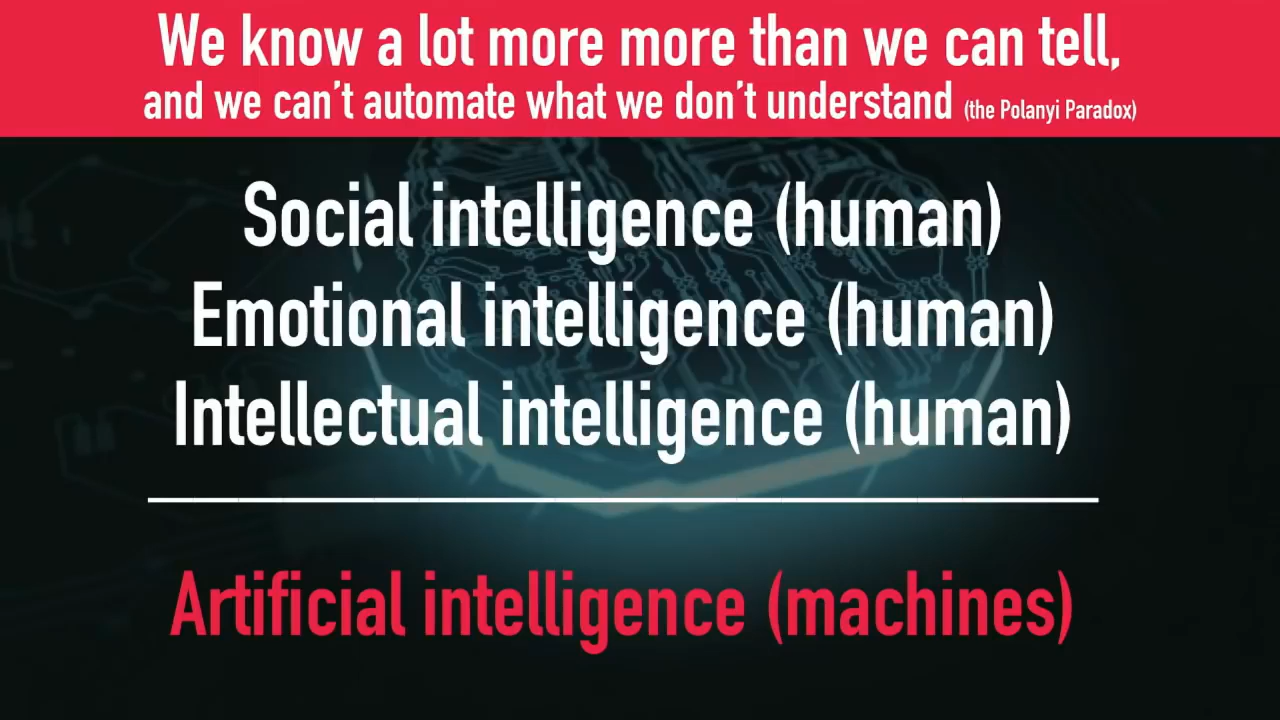 We know a lot more more than we can tell,
and we can't automate what we don't understand (the Polanyi Paradox)
Social intelligence (human)
Emotional intelligence (human)
Intellectual intelligence (human)
Artificial intelligence (machines)